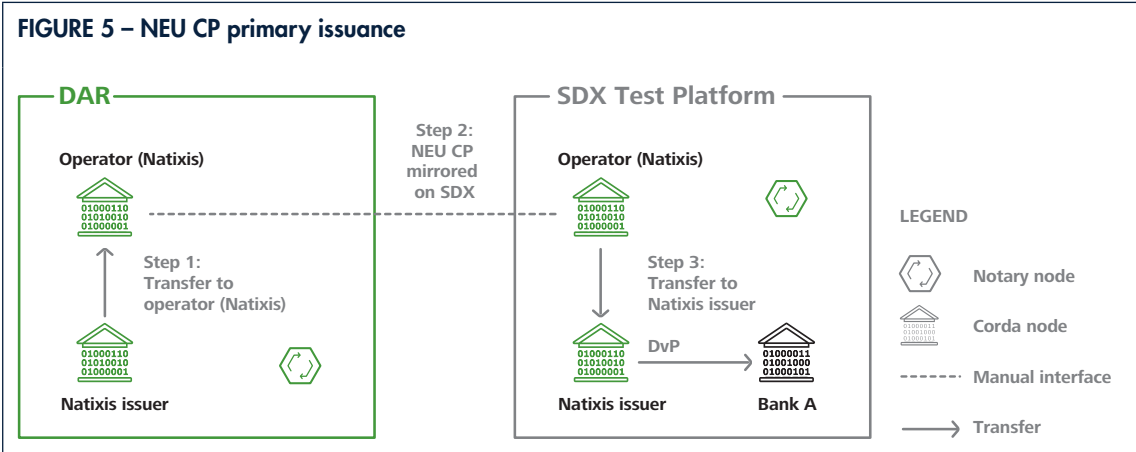 FIGURE 5 – NEU CP primary issuance
DAR
Operator (Natixis)
01000110
01010010
01000001
Step 1:
Transfer to
operator (Natixis)
01000110
01010010
01000001
Natixis issuer
Step 2:
NEU CP
mirrored
on SDX
SDX Test Platform
Operator (Natixis)
01000110
01010010
01000001
Step 3:
Transfer to
Natixis issuer
01000110
01010010
01000001
Natixis issuer
DvP
01000011
01001000
01000101
Bank A
LEGEND
Notary node
01000011
01001000
01000101
Corda node
Manual interface
Transfer